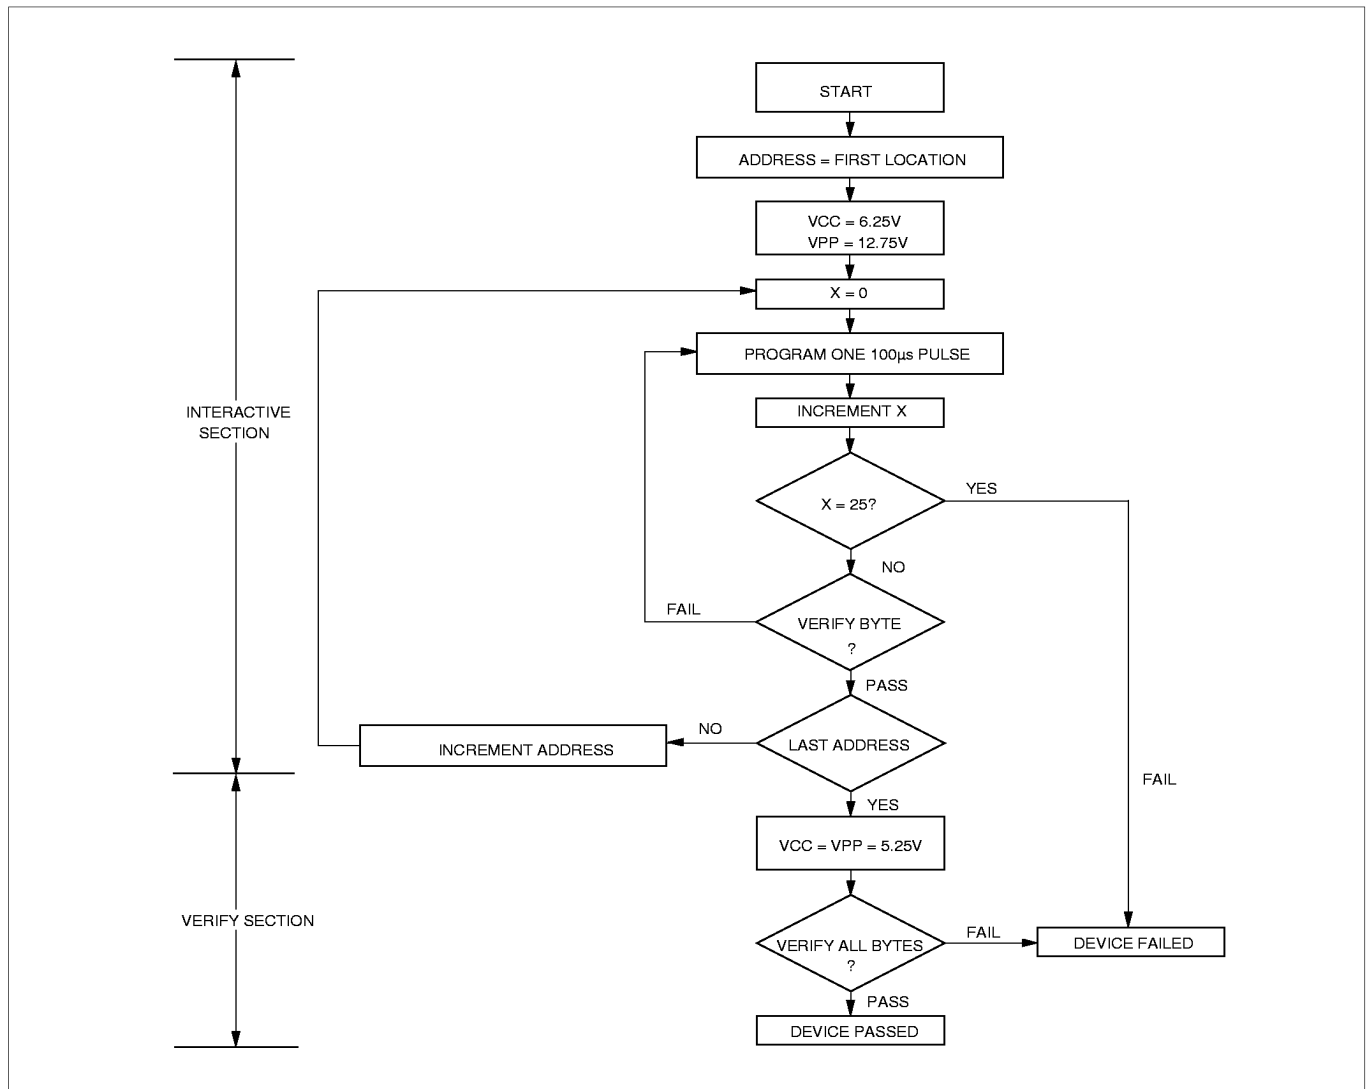 START
ADDRESS = FIRST LOCATION
VCC = 6.25V
VPP = 12.75V
X = 0
PROGRAM ONE 100µs PULSE
INTERACTIVE
SECTION
INCREMENT X
X = 25?
YES
NO
FAIL
VERIFY BYTE
?
PASS
INCREMENT ADDRESS
NO
LAST ADDRESS
FAIL
YES
VCC = VPP = 5.25V
VERIFY SECTION
VERIFY ALL BYTES
?
FAIL
DEVICE FAILED
PASS
DEVICE PASSED